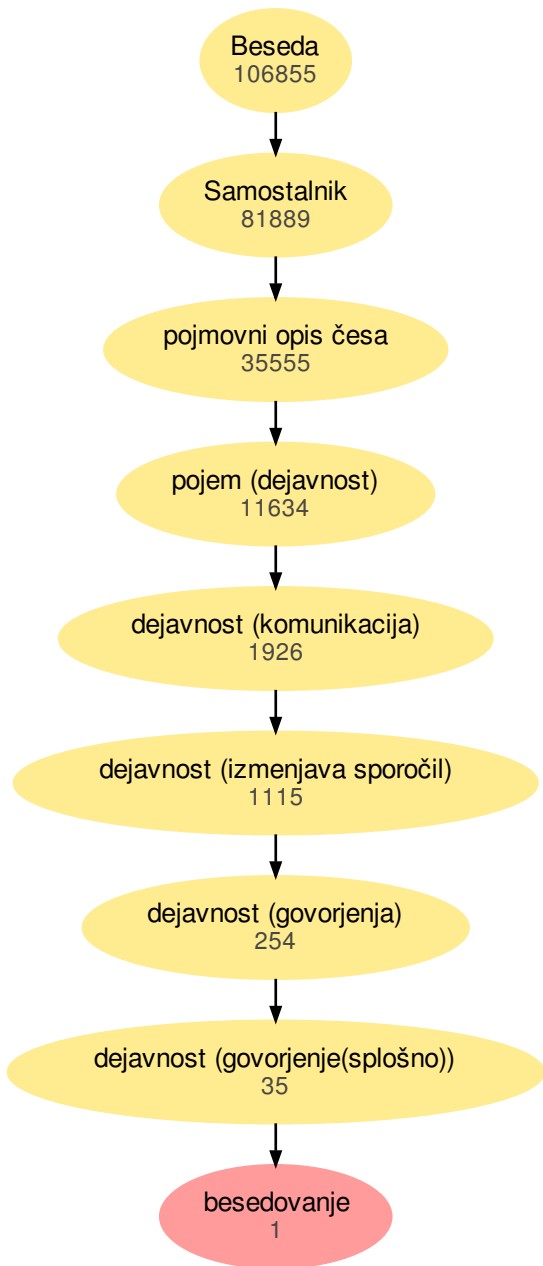 Beseda
106855
Samostalnik
81889
pojmovni opis česa
35555
pojem (dejavnost)
11634
dejavnost (komunikacija)
1926
dejavnost (izmenjava sporočil)
1115
dejavnost (govorjenja)
254
dejavnost (govorjenje(splošno))
35
besedovanje
1